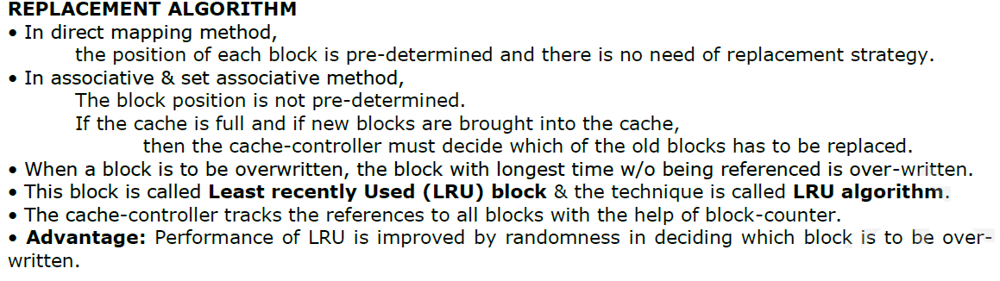 REPLACEMENT ALGORITHM
• In direct mapping method,
the position of each block is pre-determined and there is no need of replacement strategy.
• In associative & set associative method,
The block position is not pre-determined.
If the cache is full and if new blocks are brought into the cache,
then the cache-controller must decide which of the old blocks has to be replaced.
• When a block is to be overwritten, the block with longest time w/o being referenced is over-written.
• This block is called Least recently Used (LRU) block & the technique is called LRU algorithm.
• The cache-controller tracks the references to all blocks with the help of block-counter.
• Advantage: Performance of LRU is improved by randomness in deciding which block is to be over-
written.